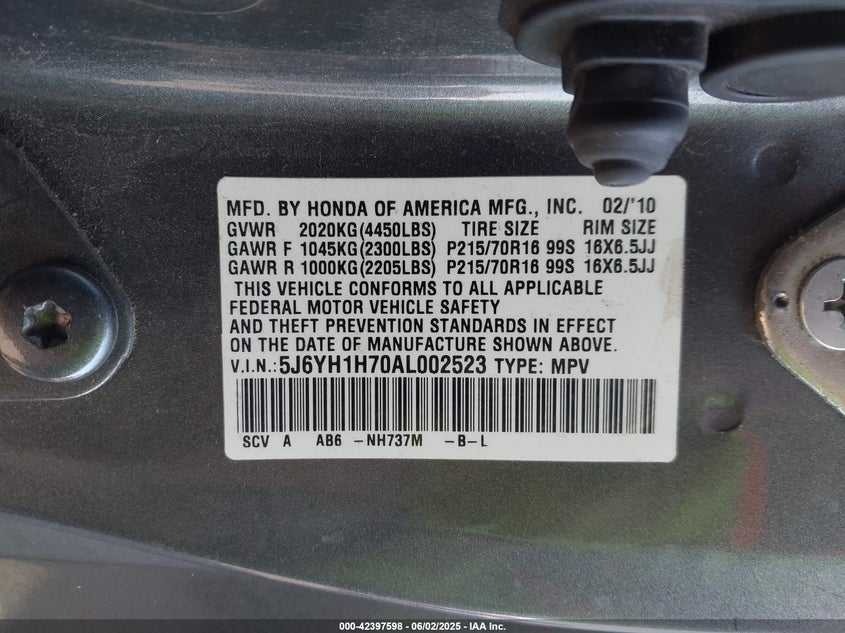 MFD. BY HONDA OF AMERICA MFG., INC. 02/'10
GVWR 2020KG(4450LBS) TIRE SIZE RIM SIZE
GAWR F 1045KG(2300LBS) P215/70R16 99S 16X6.5JJ
GAWR R 1000KG(2205LBS) P215/70R16 99S 16X6.5JJ
THIS VEHICLE CONFORMS TO ALL APPLICABLE
FEDERAL MOTOR VEHICLE SAFETY
AND THEFT PREVENTION STANDARDS IN EFFECT
ON THE DATE OF MANUFACTURE SHOWN ABOVE.
V.I.N.:5J6YH1H70AL002523 TYPE: MPV
SCV A AB6 -NH737M -B-L
000-42397598 - 06/02/2025 - IAA Inc.